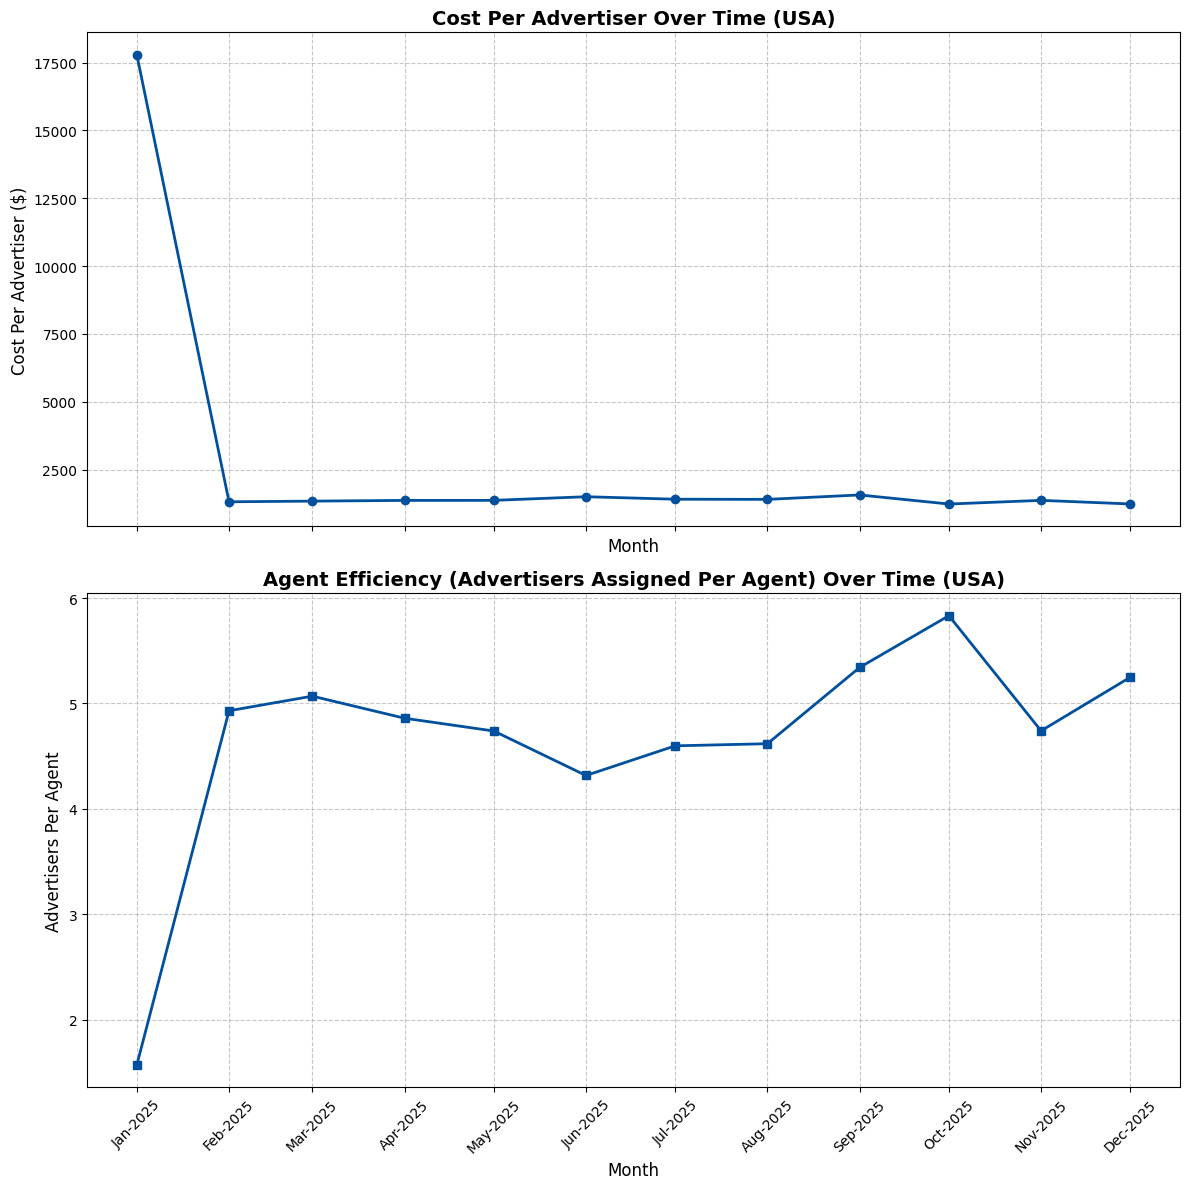 Cost Per Advertiser Over Time (USA)
17500
15000
12500
10000
7500
5000
2500
Cost Per Advertiser ($)
Month
Agent Efficiency (Advertisers Assigned Per Agent) Over Time (USA)
6
5
4
3
2
Advertisers Per Agent
Jan-2025
Feb-2025
Mar-2025
Apr-2025
May-2025
Jun-2025
Jul-2025
Aug-2025
Sep-2025
Oct-2025
Nov-2025
Dec-2025
Month